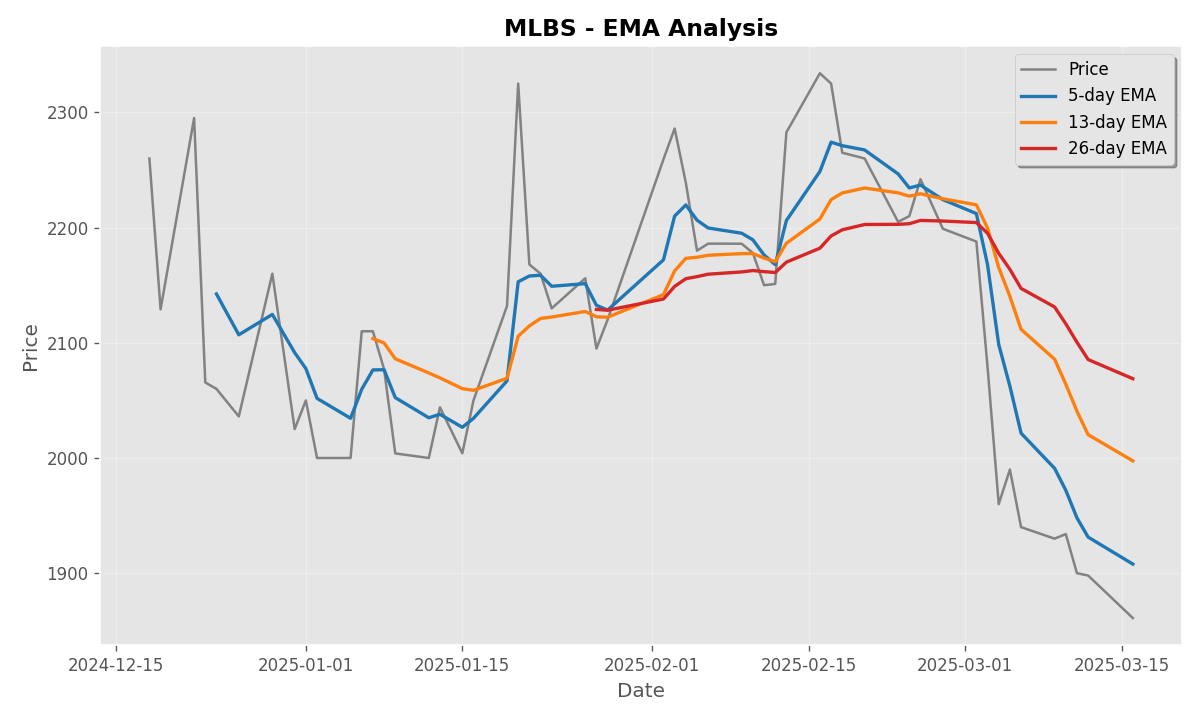 MLBS - EMA Analysis
Price
5-day EMA
13-day EMA
26-day EMA
Price
2300
2200
2100
2000
1900
2024-12-15
2025-01-01
2025-01-15
2025-02-01
2025-02-15
2025-03-01
2025-03-15
Date